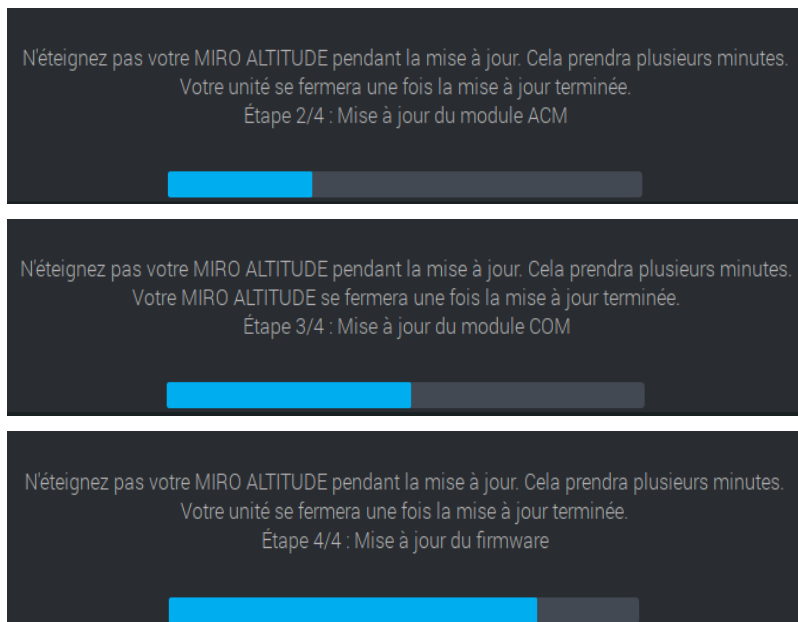 N'éteignez pas votre MIRO ALTITUDE pendant la mise à jour. Cela prendra plusieurs minutes.
Votre unité se fermera une fois la mise à jour terminée.
Étape 2/4 : Mise à jour du module ACM
N'éteignez pas votre MIRO ALTITUDE pendant la mise à jour. Cela prendra plusieurs minutes.
Votre MIRO ALTITUDE se fermera une fois la mise à jour terminée.
Étape 3/4 : Mise à jour du module COM
N'éteignez pas votre MIRO ALTITUDE pendant la mise à jour. Cela prendra plusieurs minutes.
Votre unité se fermera une fois la mise à jour terminée.
Étape 4/4 : Mise à jour du firmware